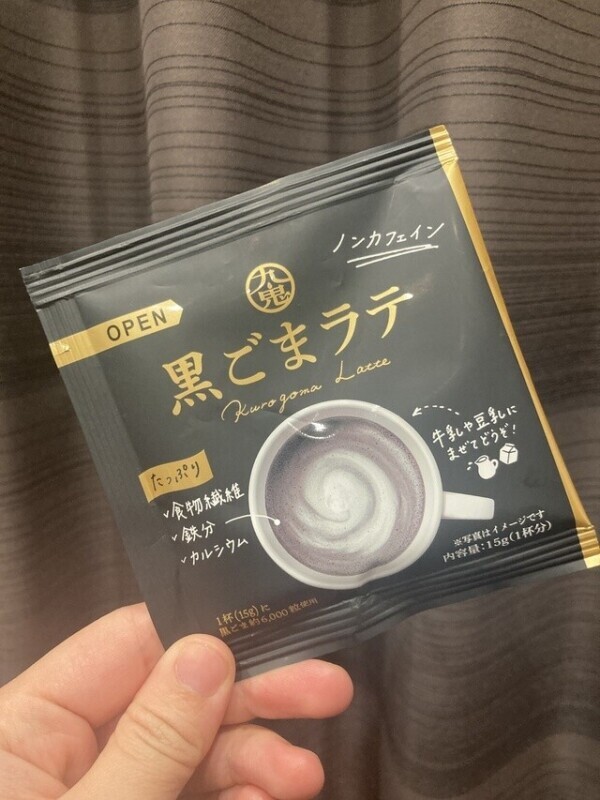 ノンカフェイン
九鬼
OPEN
黒ごまラテ
Kurogoma Latte
牛乳や豆乳に
まぜてどうぞ!
たっぷり
✓食物繊維
✓鉄分
✓カルシウム
※写真はイメージです
内容量:15g(1杯分)
1杯(15g)に
黒ごま約6,000粒使用